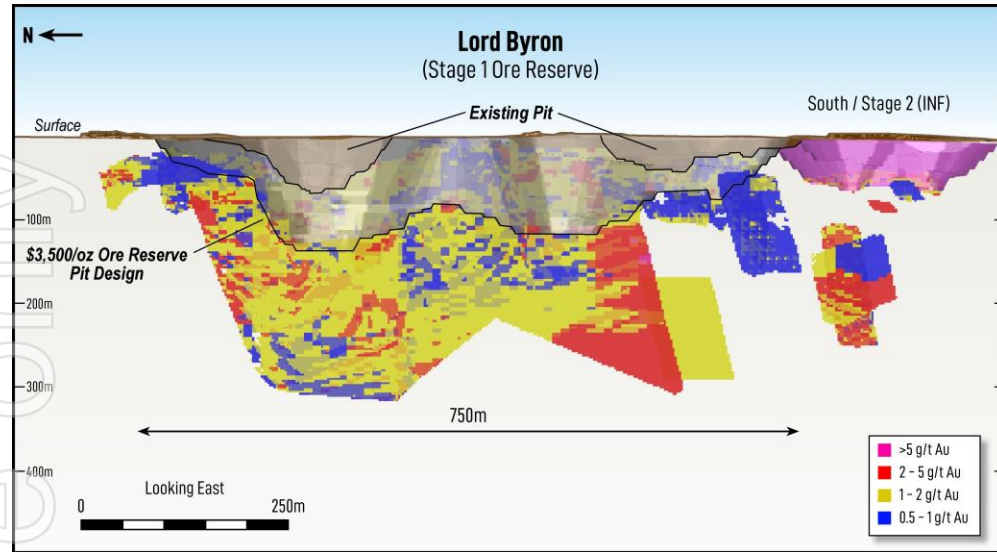 N
Lord Byron
(Stage 1 Ore Reserve)
South / Stage 2 (INF)
Existing Pit
Surface
100m
$3,500/oz Ore Reserve
Pit Design
200m
300m
750m
400m
Looking East
0
250m
>5 g/t Au
2 - 5 g/t Au
1 - 2 g/t Au
0.5 - 1 g/t Au